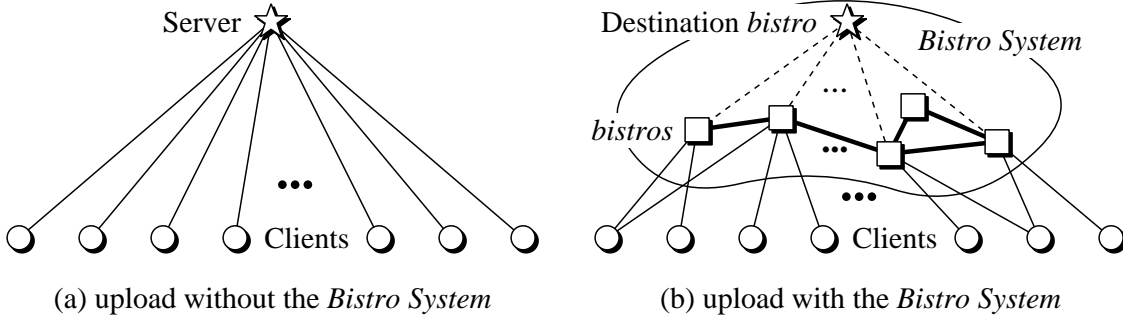 Server
Clients
(a) upload without the Bistro System
Destination bistro
Bistro System
bistros
Clients
(b) upload with the Bistro System